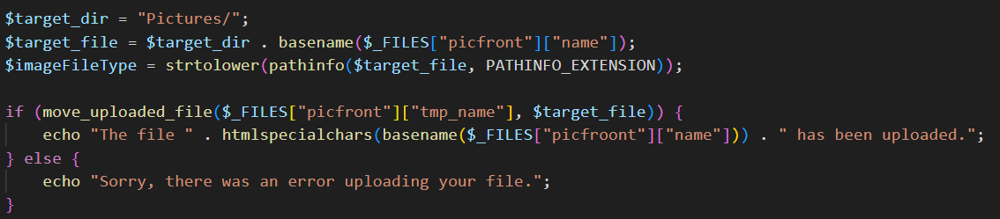 $target_dir = "Pictures/";
$target_file = $target_dir . basename($_FILES["picfront"]["name"]);
$imageFileType = strtolower(pathinfo($target_file, PATHINFO_EXTENSION));

if (move_uploaded_file($_FILES["picfront"]["tmp_name"], $target_file)) {
    echo "The file " . htmlspecialchars(basename($_FILES["picfroont"]["name"])) . " has been uploaded.";
} else {
    echo "Sorry, there was an error uploading your file.";
}